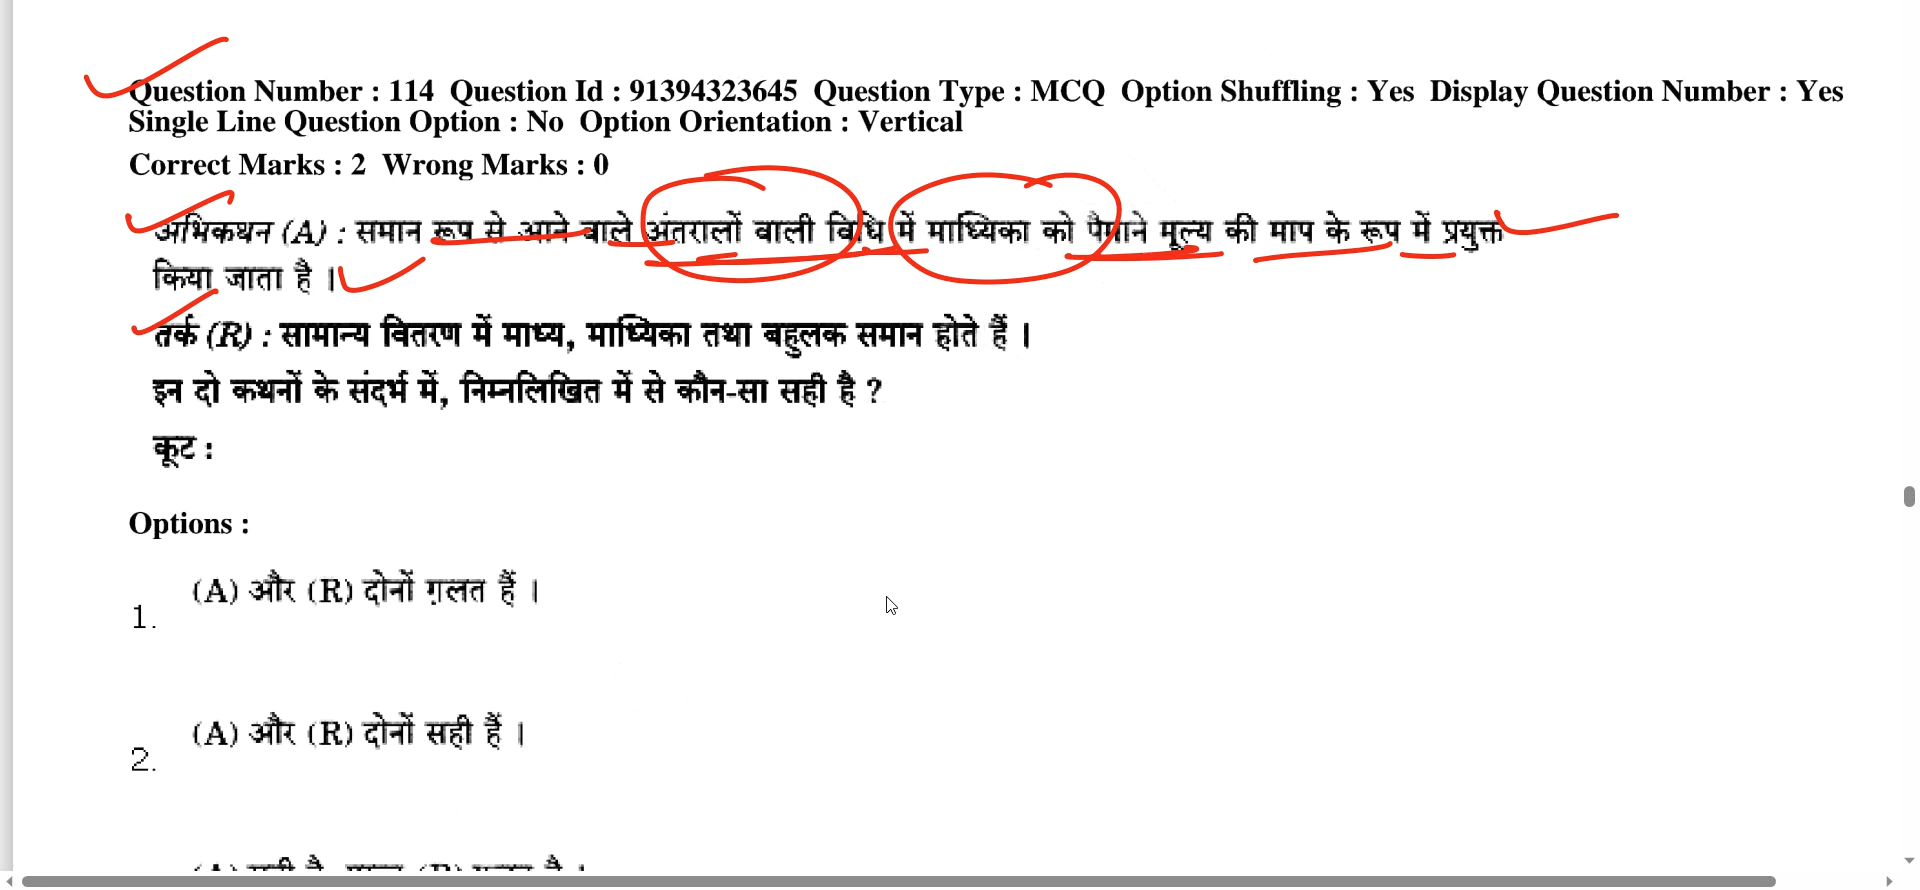 Question Number : 114 Question Id : 91394323645 Question Type : MCQ Option Shuffling : Yes Display Question Number : Yes
Single Line Question Option : No Option Orientation : Vertical
Correct Marks : 2 Wrong Marks : 0
अभिकथन (A) : समान रूप से आने वाले अंतरालों वाली विधि में माध्यिका को पैमाने मूल्य की माप के रूप में प्रयुक्त
किया जाता है ।
तर्क (R) : सामान्य वितरण में माध्य, माध्यिका तथा बहुलक समान होते हैं ।
इन दो कथनों के संदर्भ में, निम्नलिखित में से कौन-सा सही है ?
कूट :
Options :
(A) और (R) दोनों ग़लत हैं ।
1.
(A) और (R) दोनों सही हैं ।
2.